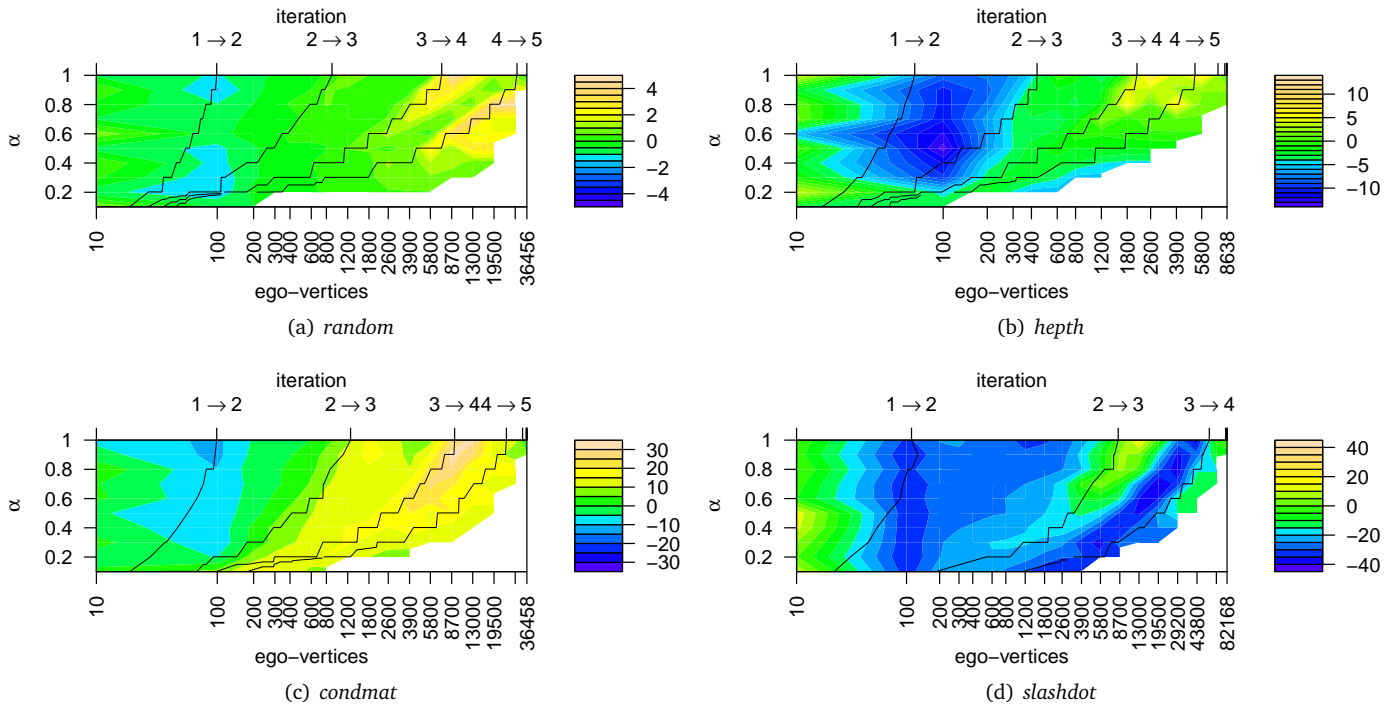 iteration
1→2 2→3 3→4 4→5
1
0.8
0.6
0.4
0.2
α
10 100 200 300 400 600 800 1200 1800 2600 3900 5800 8700 13000 19500 36456
ego−vertices
4
2
0
−2
−4
(a) random
iteration
1→2 2→3 3→4 4→5
1
0.8
0.6
0.4
0.2
α
10 100 200 300 400 600 800 1200 1800 2600 3900 5800 8638
ego−vertices
10
5
0
−5
−10
(b) hepth
iteration
1→2 2→3 3→44→5
1
0.8
0.6
0.4
0.2
α
10 100 200 300 400 600 800 1200 1800 2600 3900 5800 8700 13000 19500 36458
ego−vertices
30
20
10
0
−10
−20
−30
(c) condmat
iteration
1→2 2→3 3→4
1
0.8
0.6
0.4
0.2
α
10 100 200 300 400 600 800 1200 1800 2600 3900 5800 8700 13000 19500 29200 43800 82168
ego−vertices
40
20
0
−20
−40
(d) slashdot